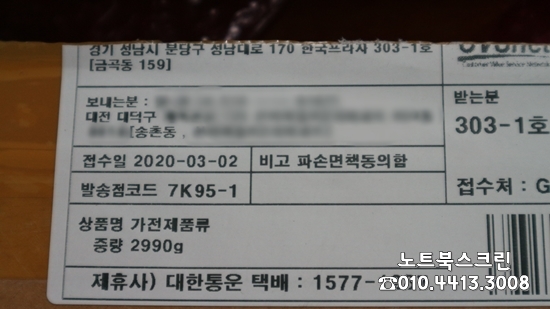 경기 성남시 분당구 성남대로 170 한국프라자 303-1호
[금곡동 159]
Customer Value Service Network
보내는분 :
대전 대덕구
[송촌동 ,
받는분
303-1호
접수일 2020-03-02 비고 파손면책동의함
발송점코드 7K95-1
접수처 : G
상품명 가전제품류
중량 2990g
제휴사) 대한통운 택배 : 1577-
노트북스크린
☎010.4413.3008